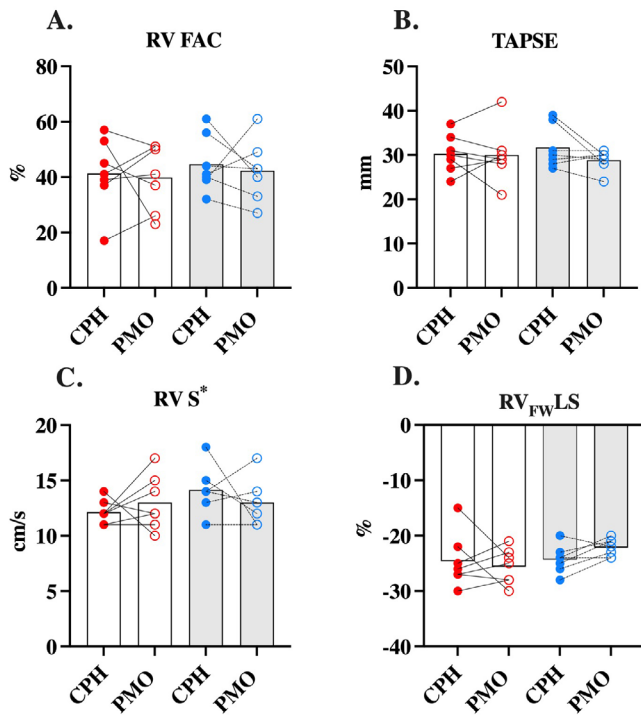 A.
RV FAC
80
60
40
20
0
%
CPH
PMO
CPH
PMO
B.
TAPSE
50
40
30
20
10
0
mm
CPH
PMO
CPH
PMO
C.
RV S*
20
15
10
5
0
cm/s
CPH
PMO
CPH
PMO
D.
RVFWLS
0
-10
-20
-30
-40
%
CPH
PMO
CPH
PMO